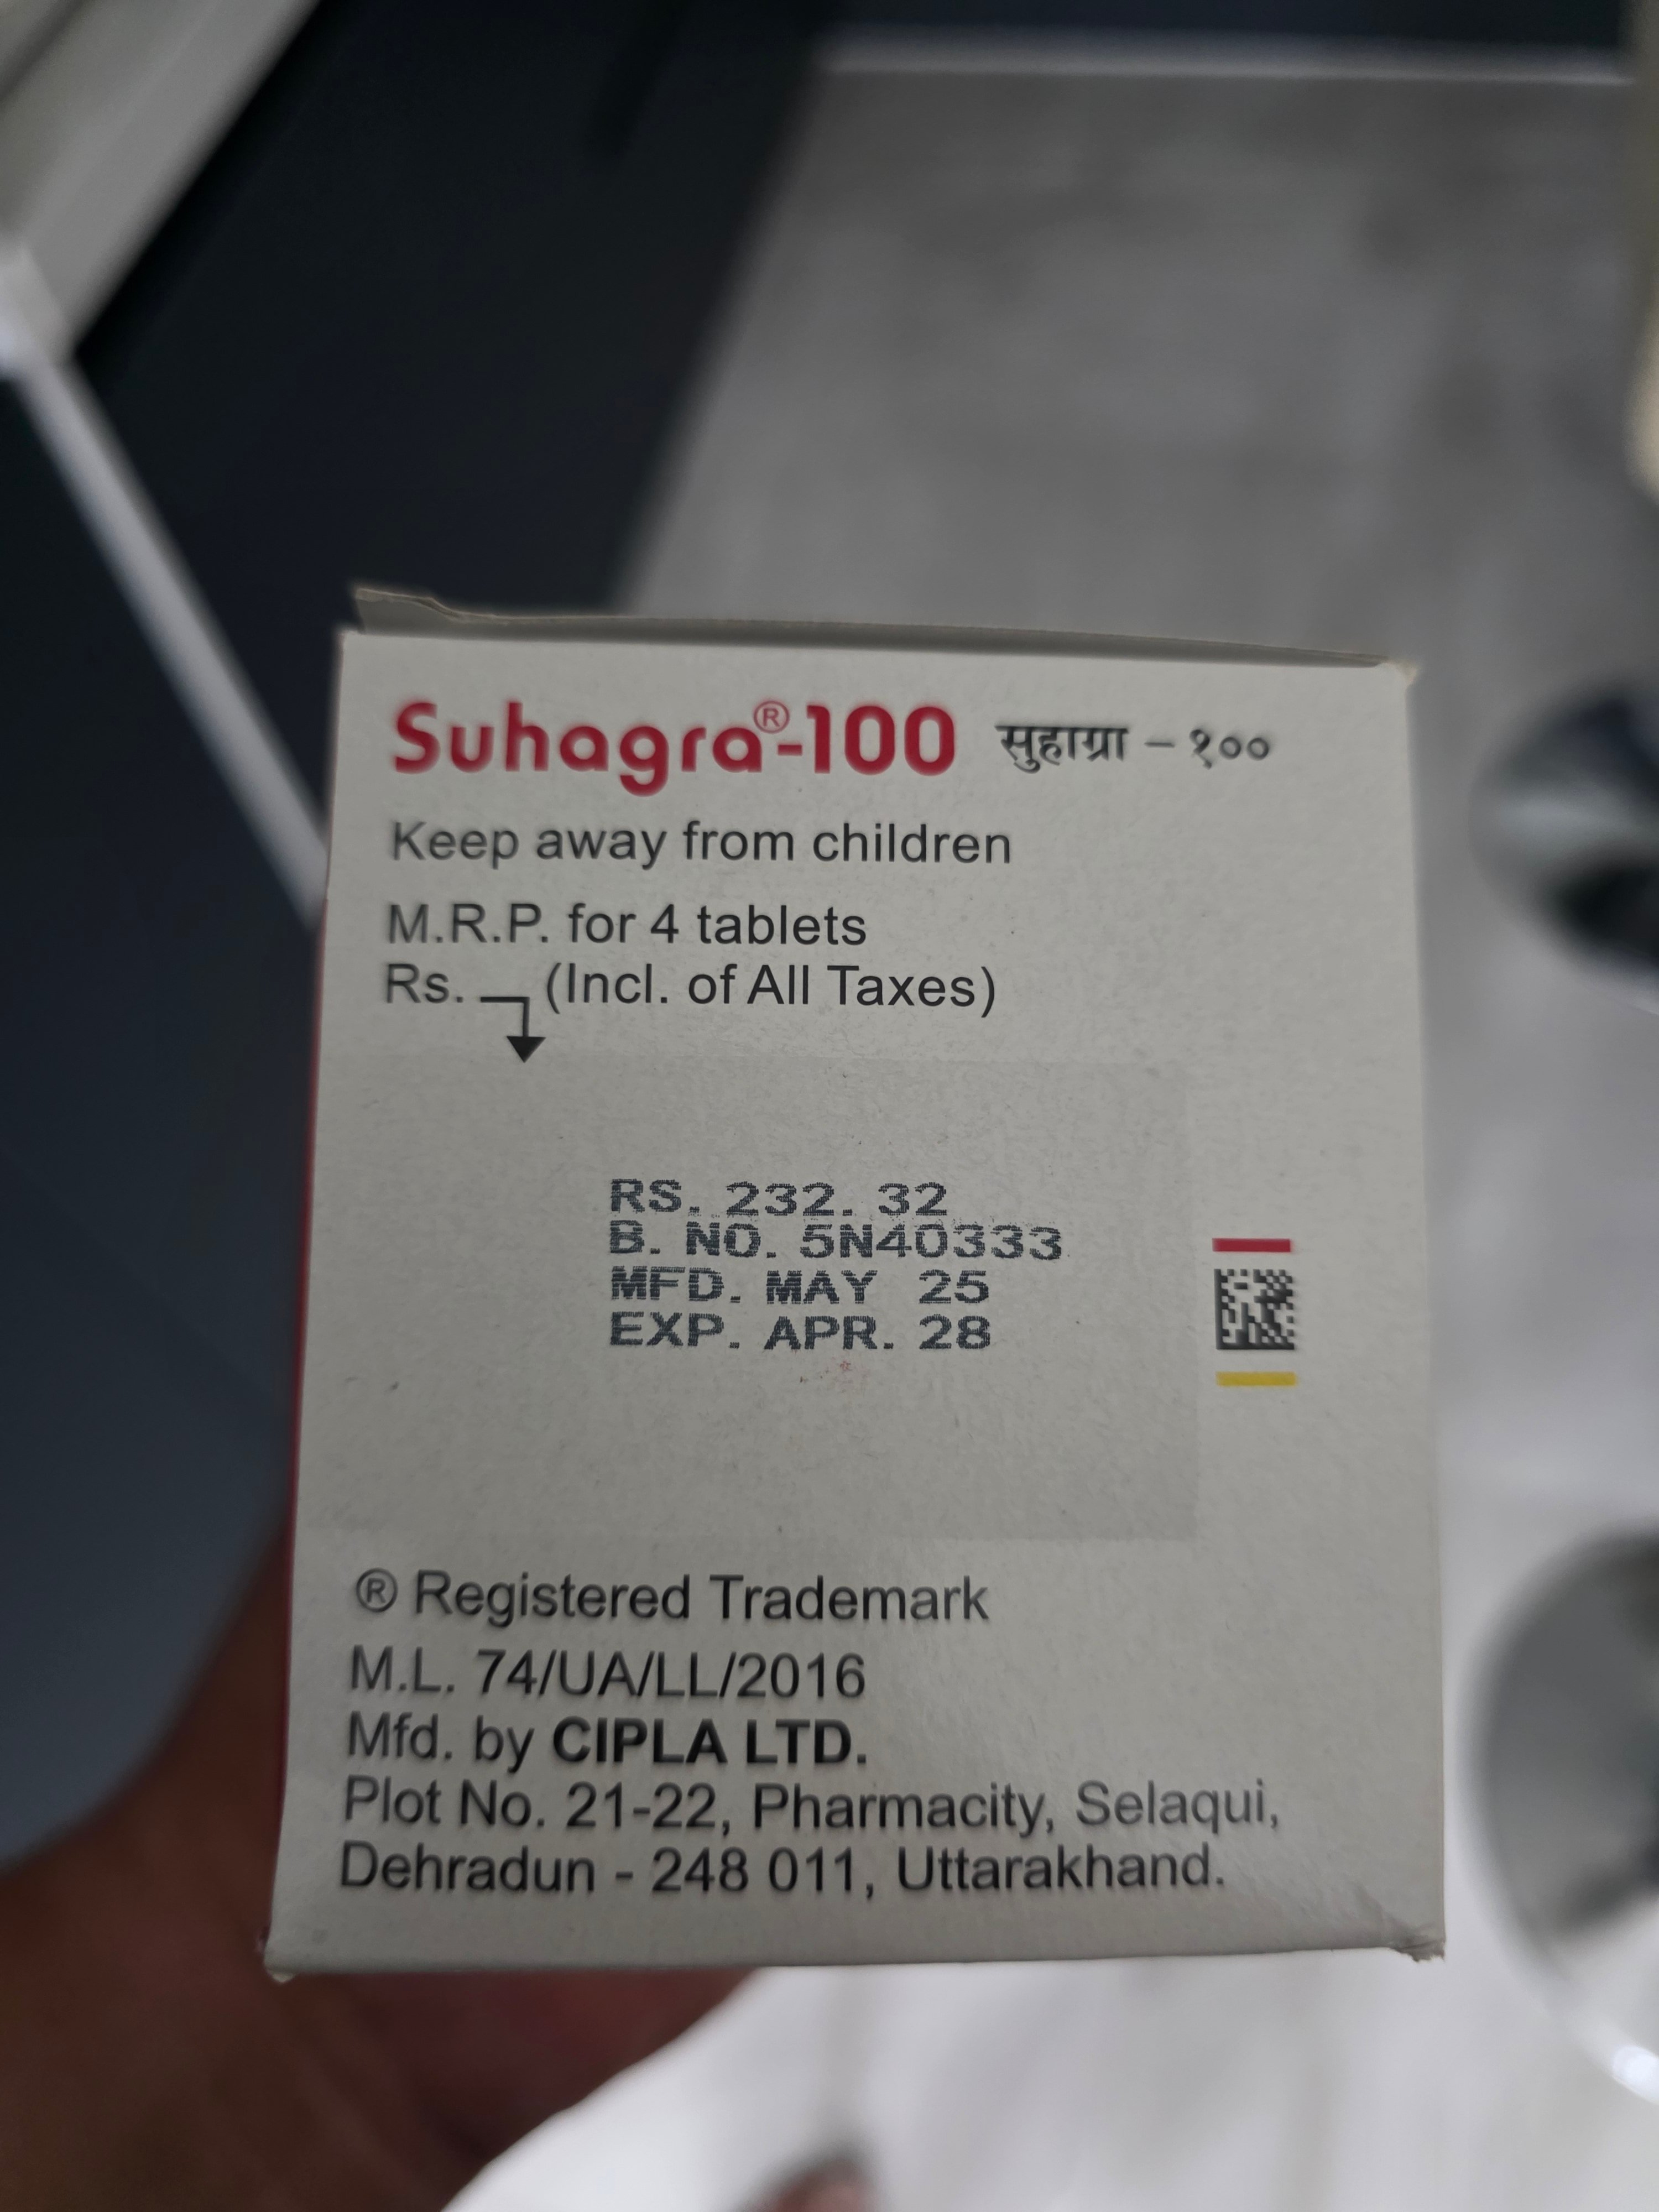 Suhagra®-100 सुहाग्रा – १००
Keep away from children
M.R.P. for 4 tablets
Rs. (Incl. of All Taxes)
RS. 232. 32
B. NO. 5N40333
MFD. MAY 25
EXP. APR. 28
® Registered Trademark
M.L. 74/UA/LL/2016
Mfd. by CIPLA LTD.
Plot No. 21-22, Pharmacity, Selaqui,
Dehradun - 248 011, Uttarakhand.